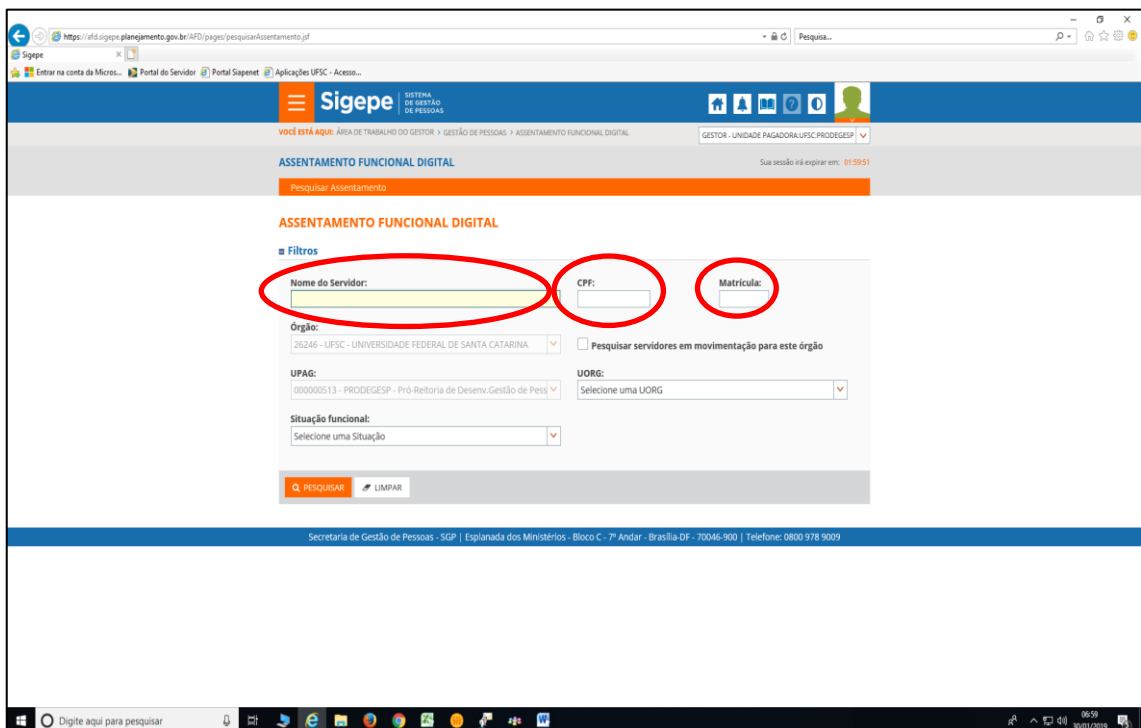 https://afd.sigepe.planejamento.gov.br/AFD/pages/pesquisarAssentamento.jsf
Pesquisa...
Sigepe
Entrar na conta da Micros... Portal do Servidor Portal Siapenet Aplicações UFSC - Acesso...
Sigepe SISTEMA DE GESTÃO DE PESSOAS
VOCÊ ESTÁ AQUI: ÁREA DE TRABALHO DO GESTOR > GESTÃO DE PESSOAS > ASSENTAMENTO FUNCIONAL DIGITAL
GESTOR - UNIDADE PAGADORA:UFSC:PRODEGESP
ASSENTAMENTO FUNCIONAL DIGITAL
Sua sessão irá expirar em: 01:59:51
Pesquisar Assentamento
ASSENTAMENTO FUNCIONAL DIGITAL
Filtros
Nome do Servidor: CPF: Matrícula:
Órgão:
26246 - UFSC - UNIVERSIDADE FEDERAL DE SANTA CATARINA
Pesquisar servidores em movimentação para este órgão
UPAG: UORG:
000000513 - PRODEGESP - Pró-Reitoria de Desenv.Gestão de Pess
Selecione uma UORG
Situação funcional:
Selecione uma Situação
PESQUISAR LIMPAR
Secretaria de Gestão de Pessoas - SGP | Esplanada dos Ministérios - Bloco C - 7º Andar - Brasília-DF - 70046-900 | Telefone: 0800 978 9009
Digite aqui para pesquisar
06:59
30/01/2019